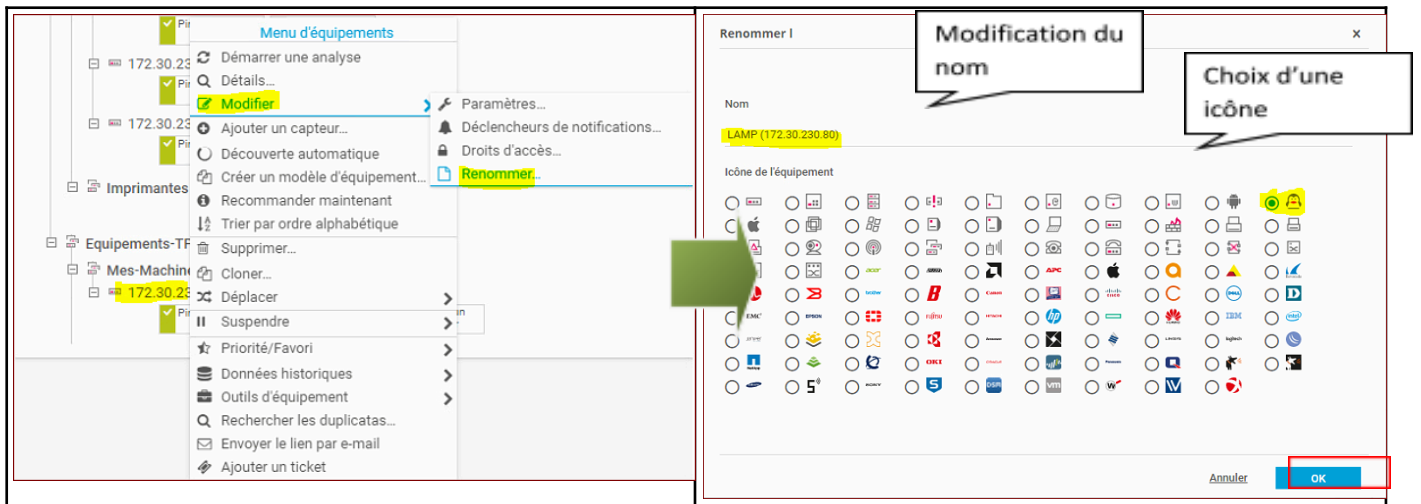 Menu d'équipements
Démarrer une analyse
172.30.23
Détails...
Modifier
Paramètres...
172.30.23
Ajouter un capteur...
Déclencheurs de notifications...
Découverte automatique
Droits d'accès...
Créer un modèle d'équipement...
Renommer...
Imprimantes
Recommander maintenant
Trier par ordre alphabétique
Equipements-TP
Supprimer...
Mes-Machine
Cloner...
172.30.23
Déplacer
Suspendre
Priorité/Favori
Données historiques
Outils d'équipement
Rechercher les duplicatas...
Envoyer le lien par e-mail
Ajouter un ticket
Renommer l
x
Modification du
nom
Choix d'une
icône
Nom
LAMP (172.30.230.80)
Icône de l'équipement
acer
APC
brother
Canon
cisco
DELL
EMC
EPSON
FUJITSU
HITACHI
hp
IBM
intel
logitech
OKI
SONY
DSM
vm
Annuler
OK